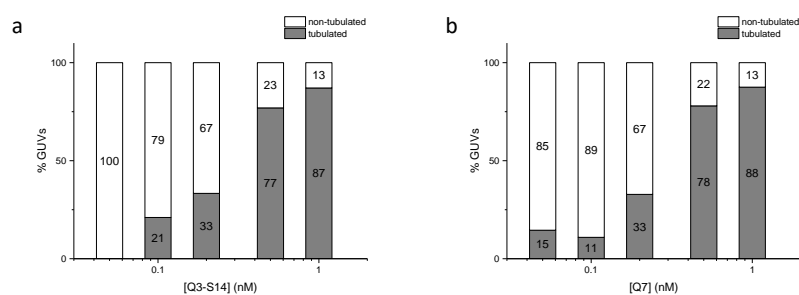 a
non-tubulated
tubulated
100
50
0
% GUVs
100
79
21
67
33
23
77
13
87
0.1
1
[Q3-S14] (nM)
b
non-tubulated
tubulated
100
50
0
% GUVs
85
15
89
11
67
33
22
78
13
88
0.1
1
[Q7] (nM)